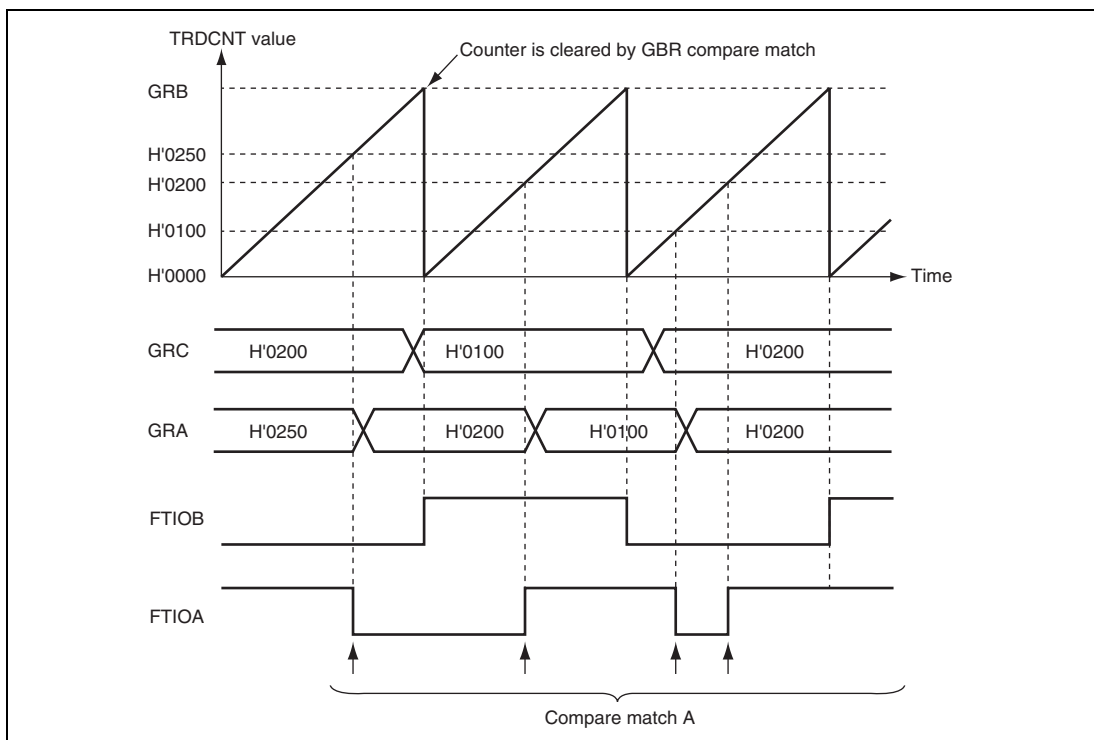 TRDCNT value
Counter is cleared by GBR compare match
GRB
H'0250
H'0200
H'0100
H'0000
Time
GRC
H'0200
H'0100
H'0200
GRA
H'0250
H'0200
H'0100
H'0200
FTIOB
FTIOA
Compare match A